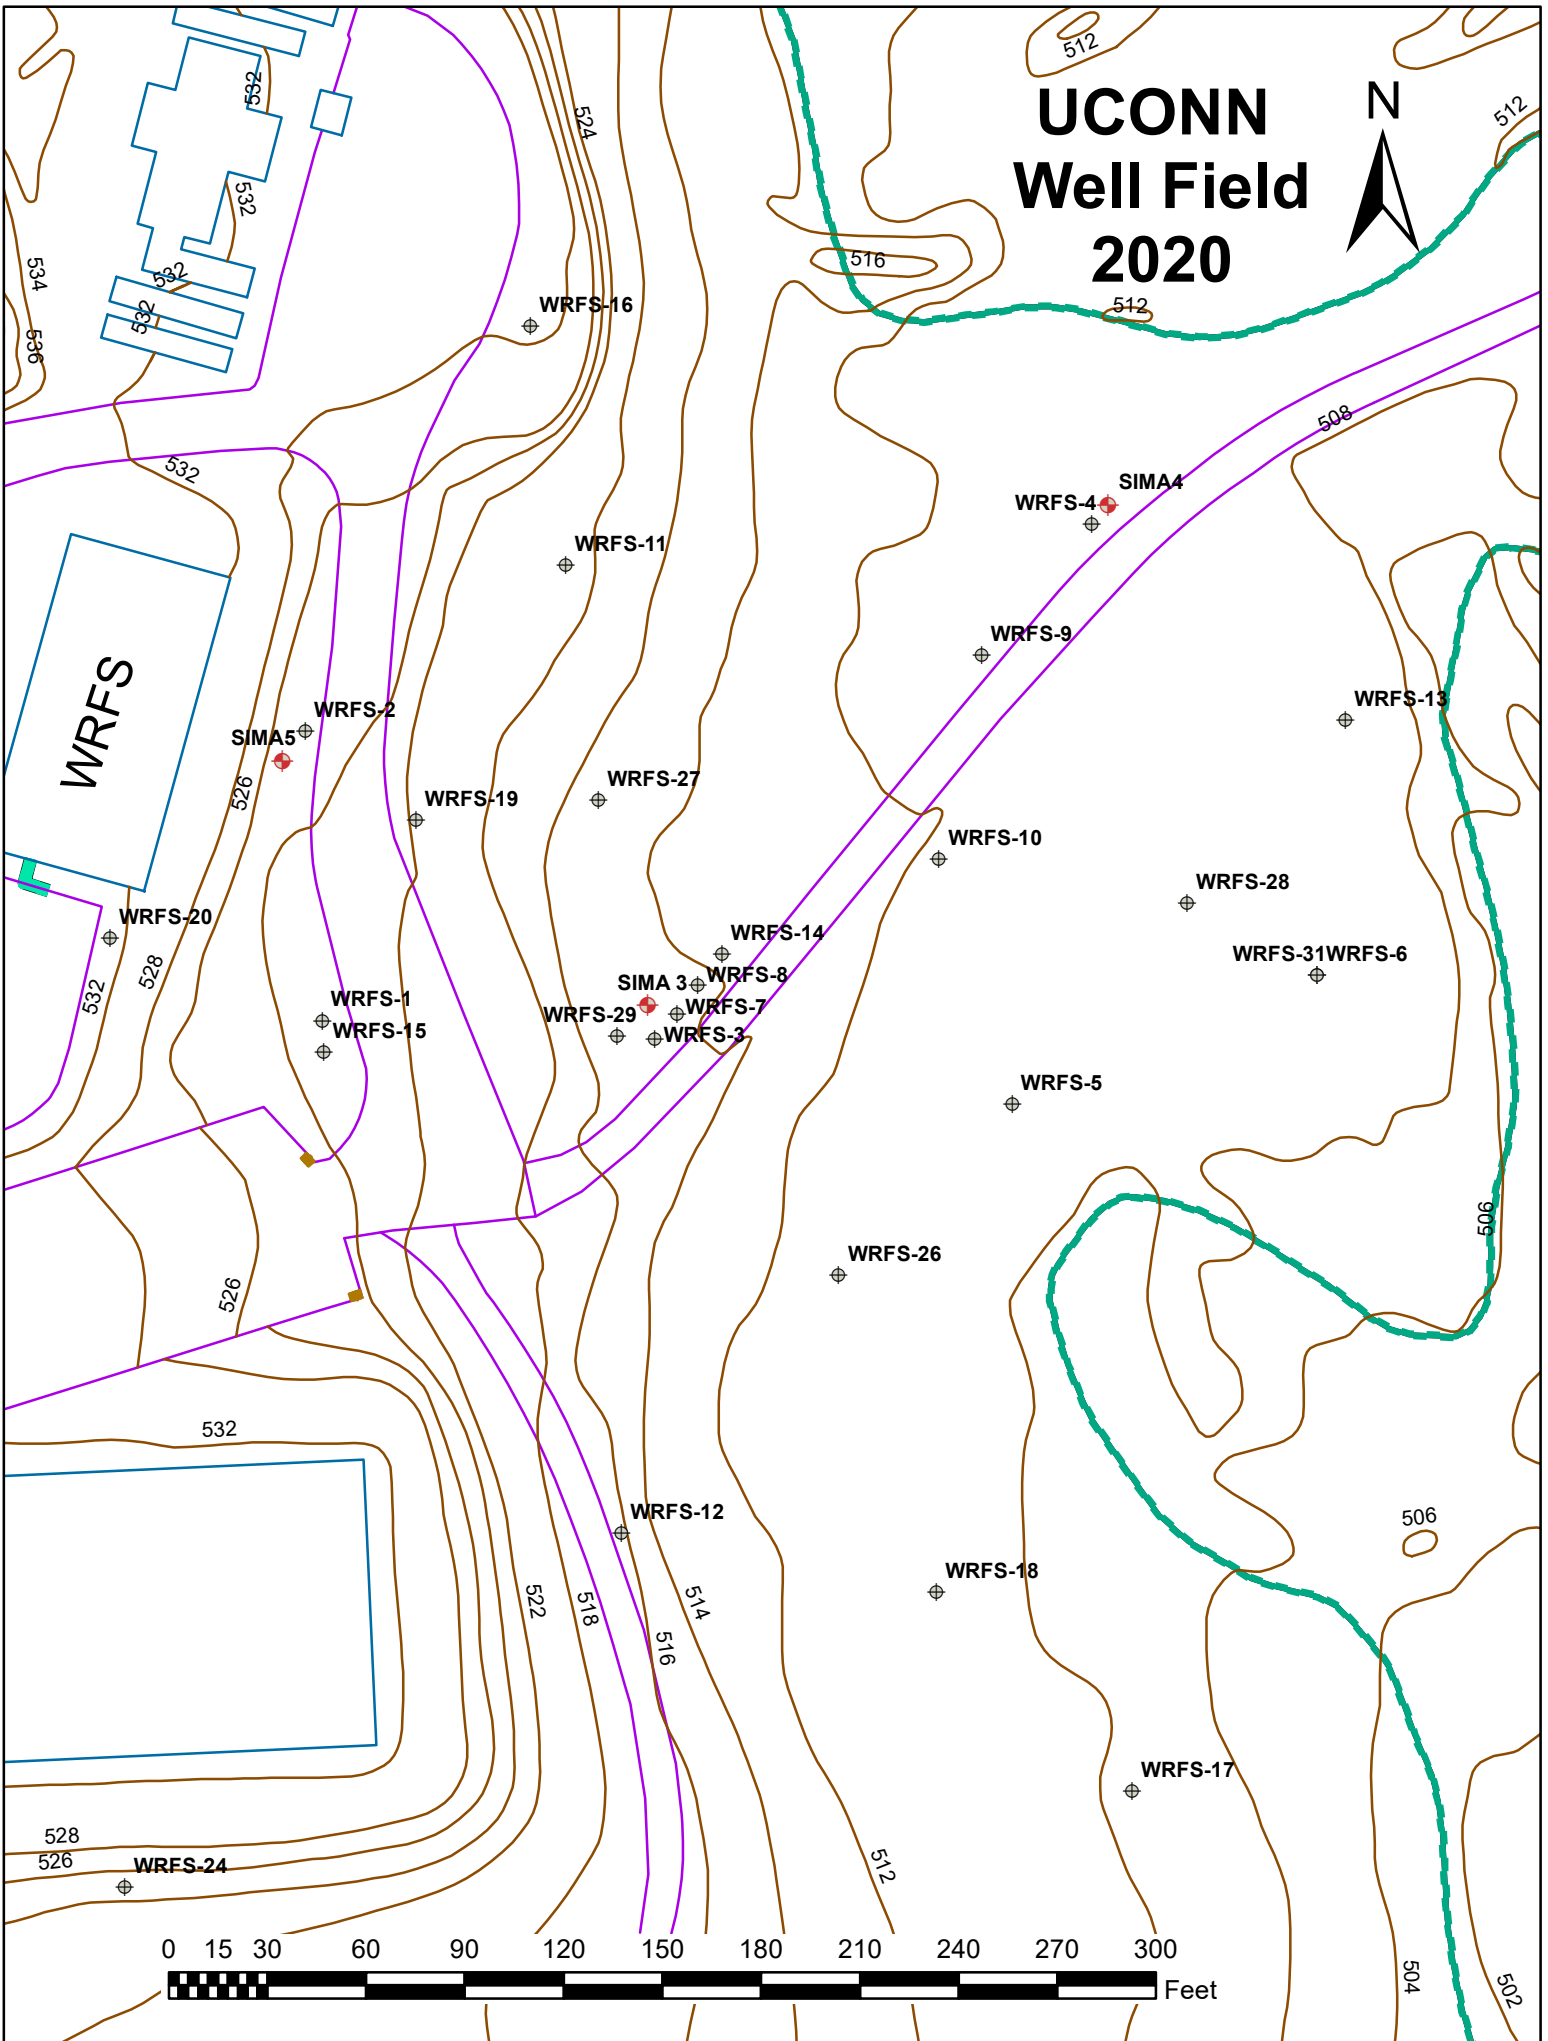 UCONN
Well Field
2020
N
512
512
532
524
532
516
534
532
512
532
536
WRFS-16
508
532
SIMA4
WRFS-4
WRFS-11
WRFS-9
WRFS
WRFS-2
WRFS-13
SIMA5
526
WRFS-27
WRFS-19
WRFS-10
WRFS-28
WRFS-20
WRFS-14
WRFS-31WRFS-6
528
SIMA 3
WRFS-8
532
WRFS-1
WRFS-7
WRFS-29
WRFS-15
WRFS-3
WRFS-5
506
WRFS-26
526
532
WRFS-12
506
WRFS-18
522
518
514
516
WRFS-17
528
526
WRFS-24
512
0 15 30 60 90 120 150 180 210 240 270 300
Feet
504
502